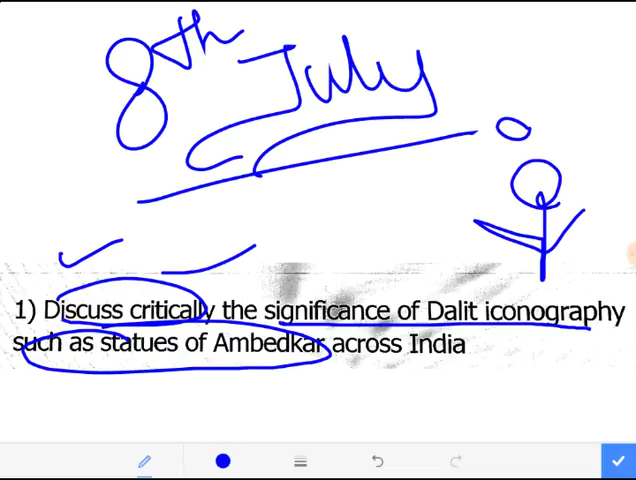 8th July
1) Discuss critically the significance of Dalit iconography
such as statues of Ambedkar across India